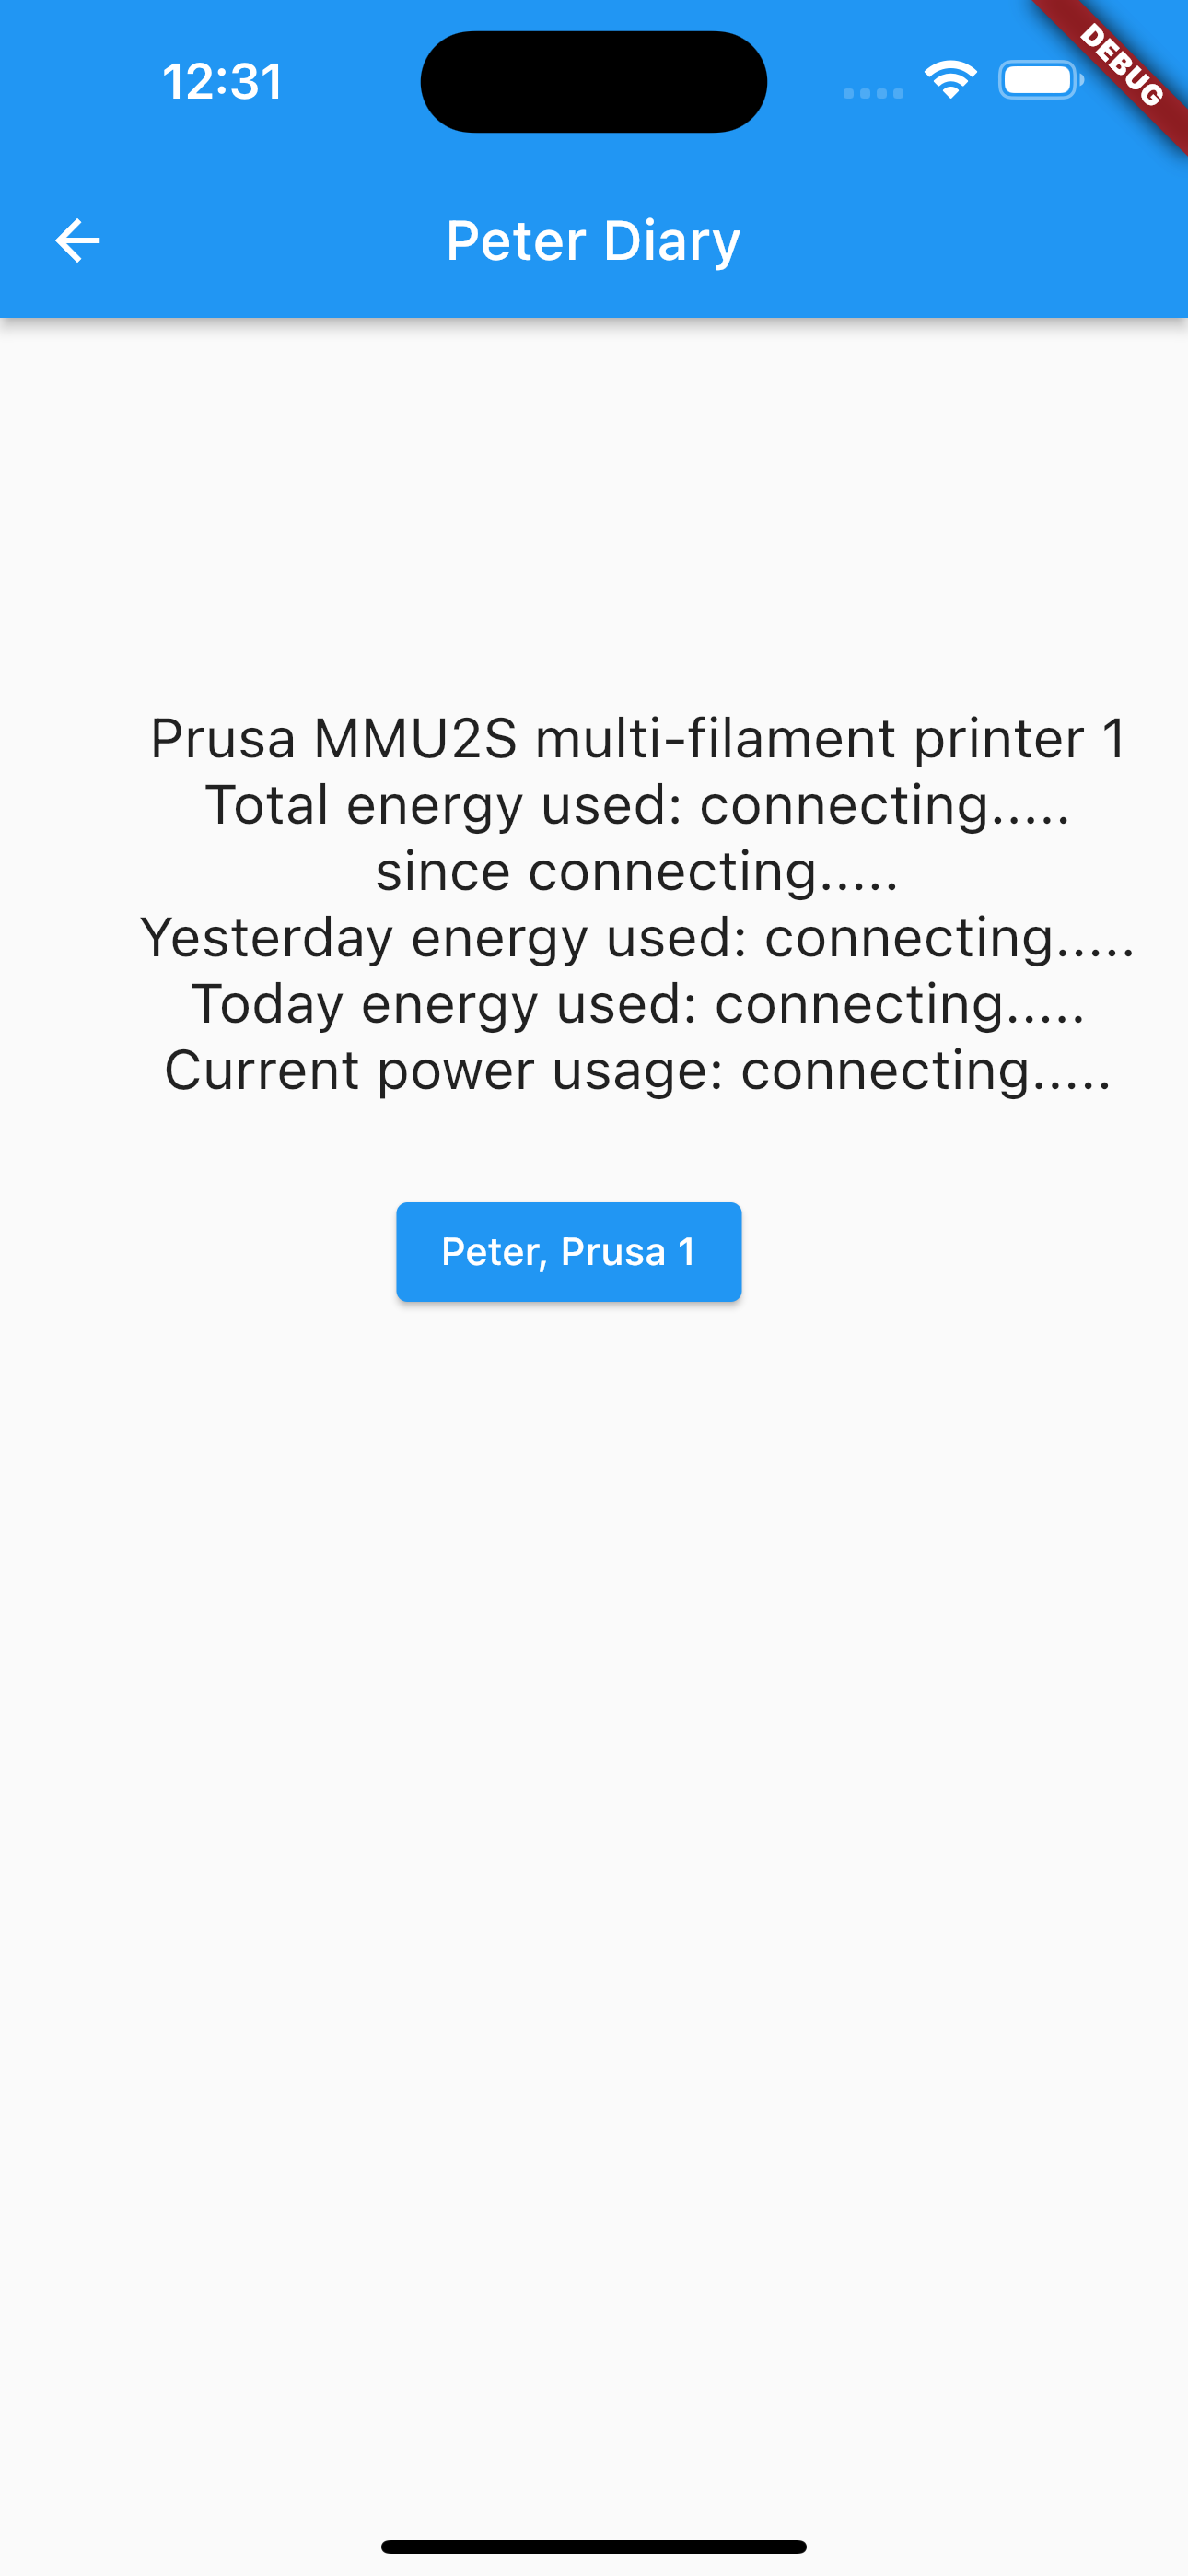 12:31
DEBUG
Peter Diary
Prusa MMU2S multi-filament printer 1
Total energy used: connecting.....
since connecting.....
Yesterday energy used: connecting.....
Today energy used: connecting.....
Current power usage: connecting.....
Peter, Prusa 1